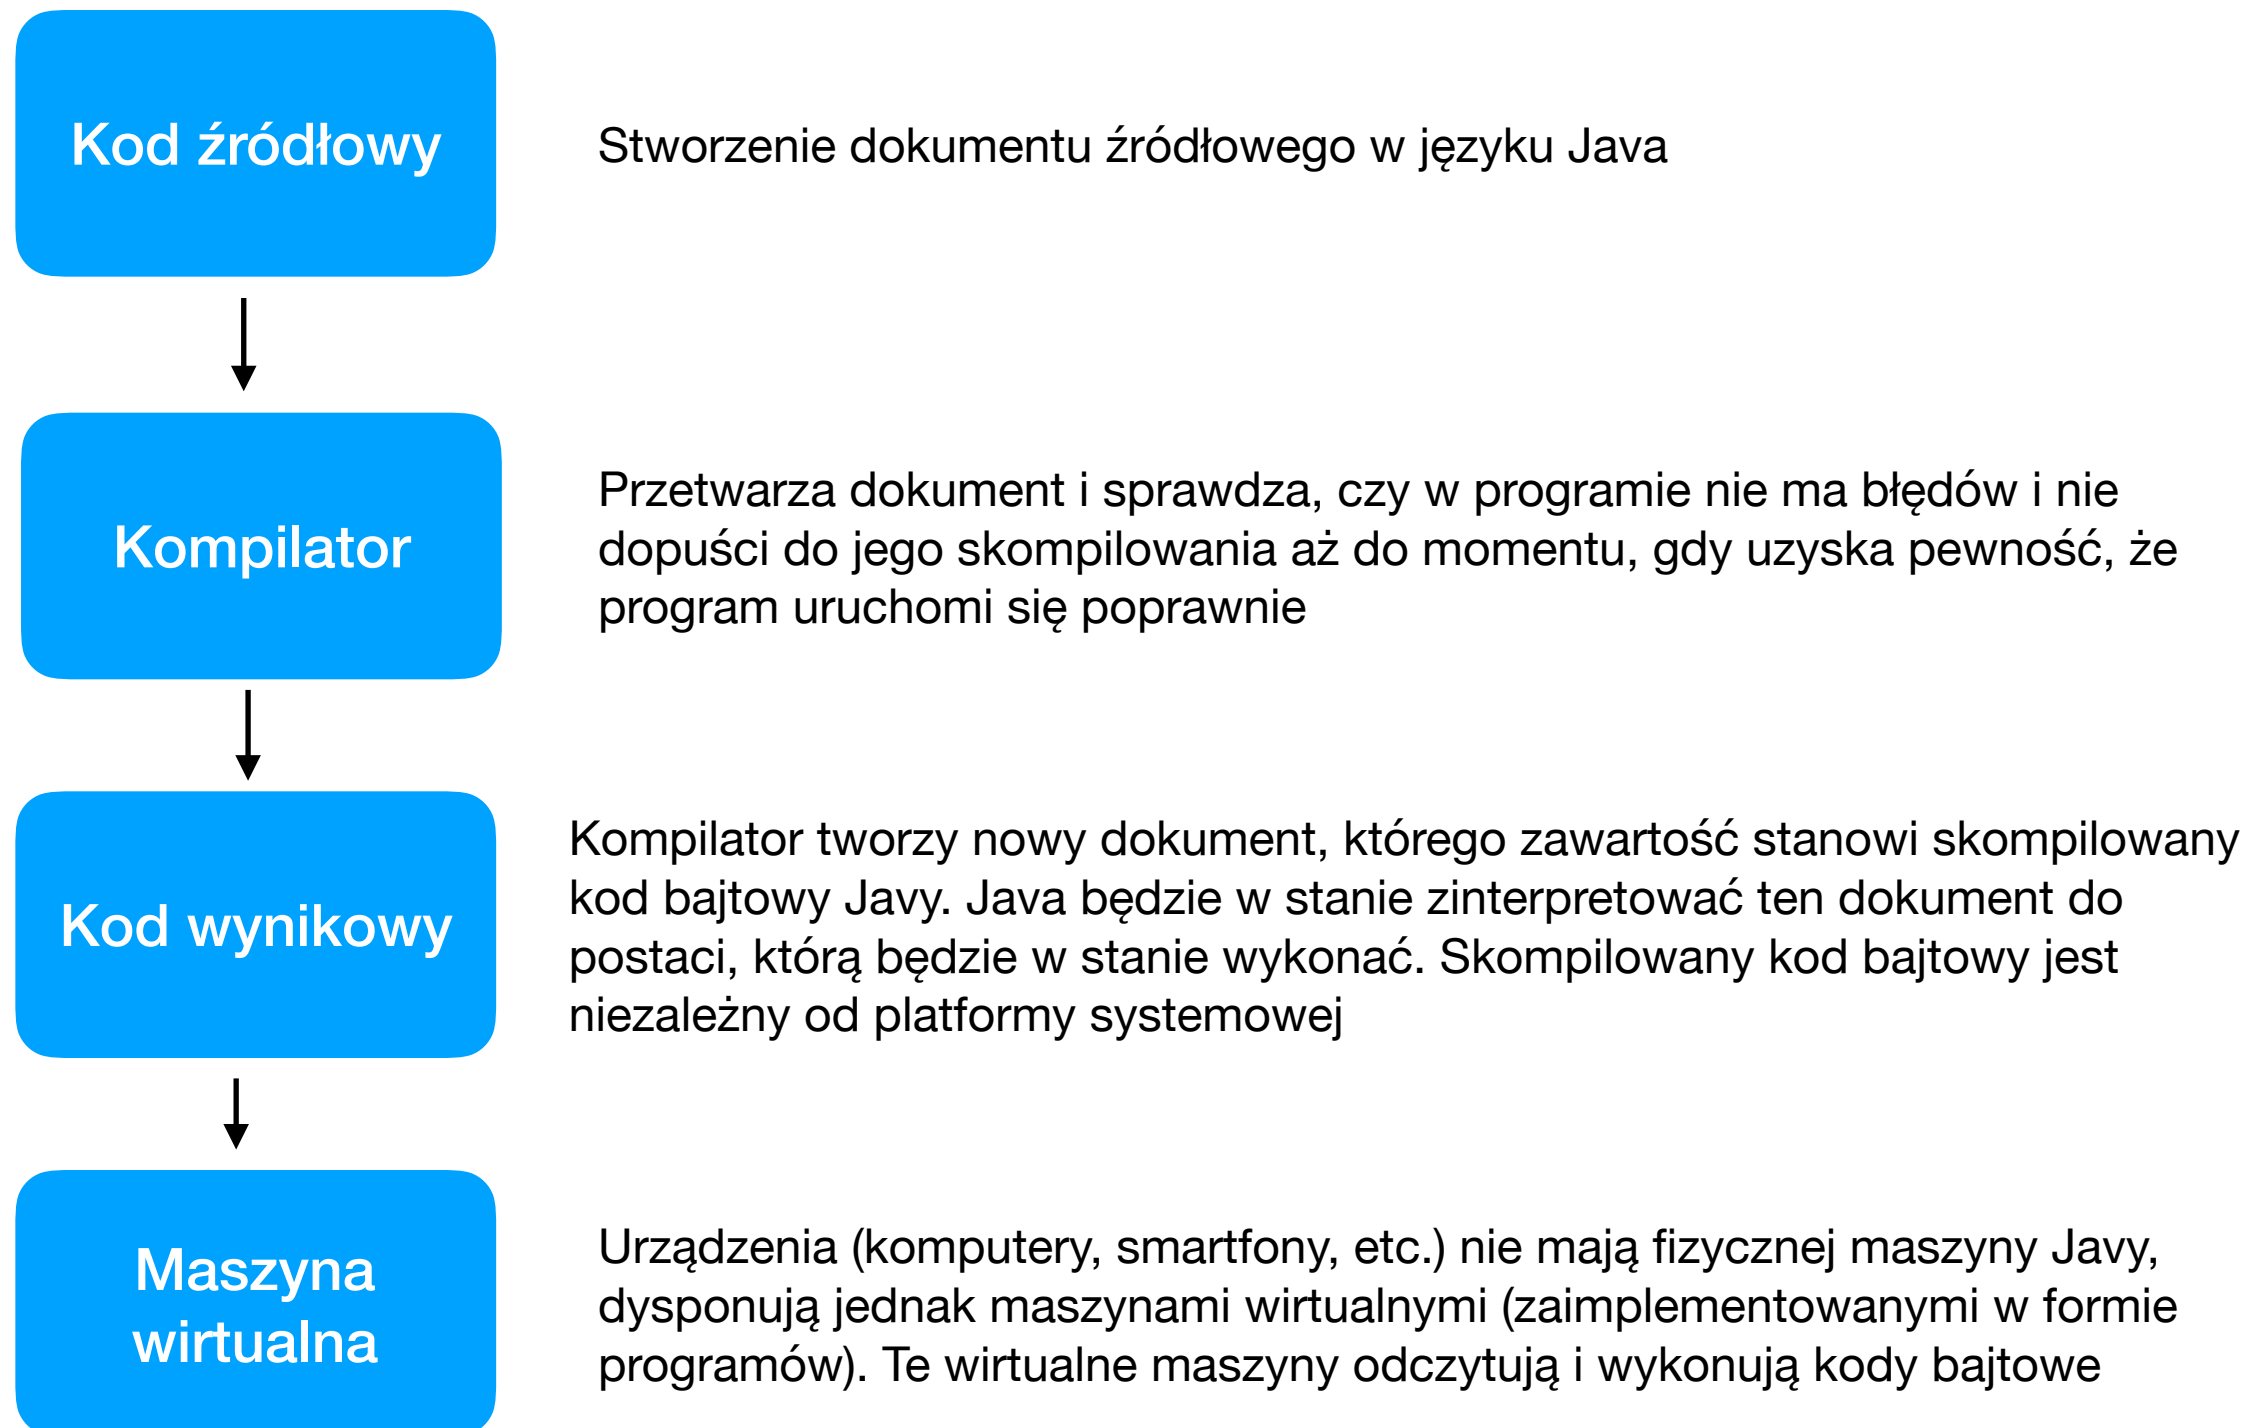 Kod źródłowy
Stworzenie dokumentu źródłowego w języku Java
Kompilator
Przetwarza dokument i sprawdza, czy w programie nie ma błędów i nie
dopuści do jego skompilowania aż do momentu, gdy uzyska pewność, że
program uruchomi się poprawnie
Kod wynikowy
Kompilator tworzy nowy dokument, którego zawartość stanowi skompilowany
kod bajtowy Javy. Java będzie w stanie zinterpretować ten dokument do
postaci, którą będzie w stanie wykonać. Skompilowany kod bajtowy jest
niezależny od platformy systemowej
Maszyna
wirtualna
Urządzenia (komputery, smartfony, etc.) nie mają fizycznej maszyny Javy,
dysponują jednak maszynami wirtualnymi (zaimplementowanymi w formie
programów). Te wirtualne maszyny odczytują i wykonują kody bajtowe